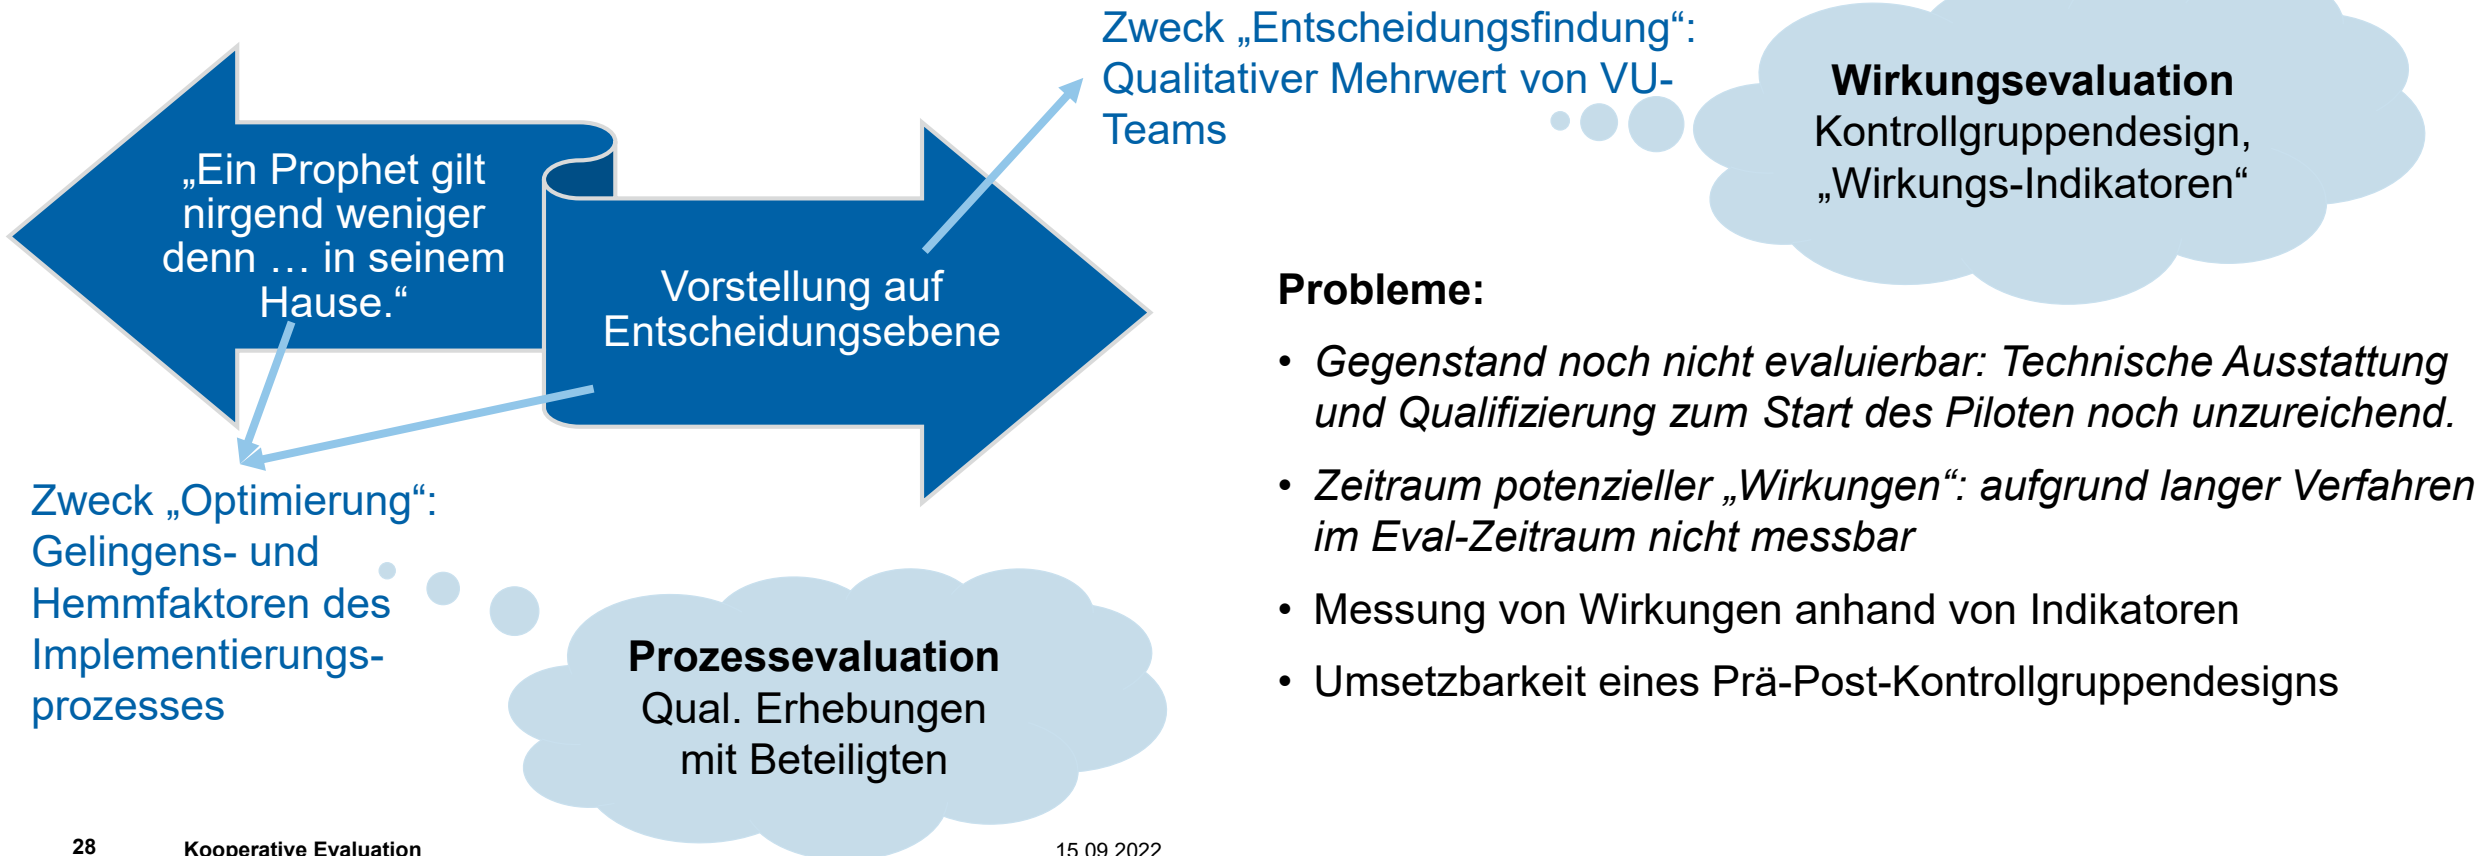 „Ein Prophet gilt
nirgend weniger
denn … in seinem
Hause.“
Vorstellung auf
Entscheidungsebene
Zweck „Entscheidungsfindung“:
Qualitativer Mehrwert von VU-
Teams
Wirkungsevaluation
Kontrollgruppendesign,
„Wirkungs-Indikatoren“
Zweck „Optimierung“:
Gelingens- und
Hemmfaktoren des
Implementierungs-
prozesses
Prozessevaluation
Qual. Erhebungen
mit Beteiligten
Probleme:
• Gegenstand noch nicht evaluierbar: Technische Ausstattung
und Qualifizierung zum Start des Piloten noch unzureichend.
• Zeitraum potenzieller „Wirkungen“: aufgrund langer Verfahren
im Eval-Zeitraum nicht messbar
• Messung von Wirkungen anhand von Indikatoren
• Umsetzbarkeit eines Prä-Post-Kontrollgruppendesigns
28 Kooperative Evaluation 15.09.2022